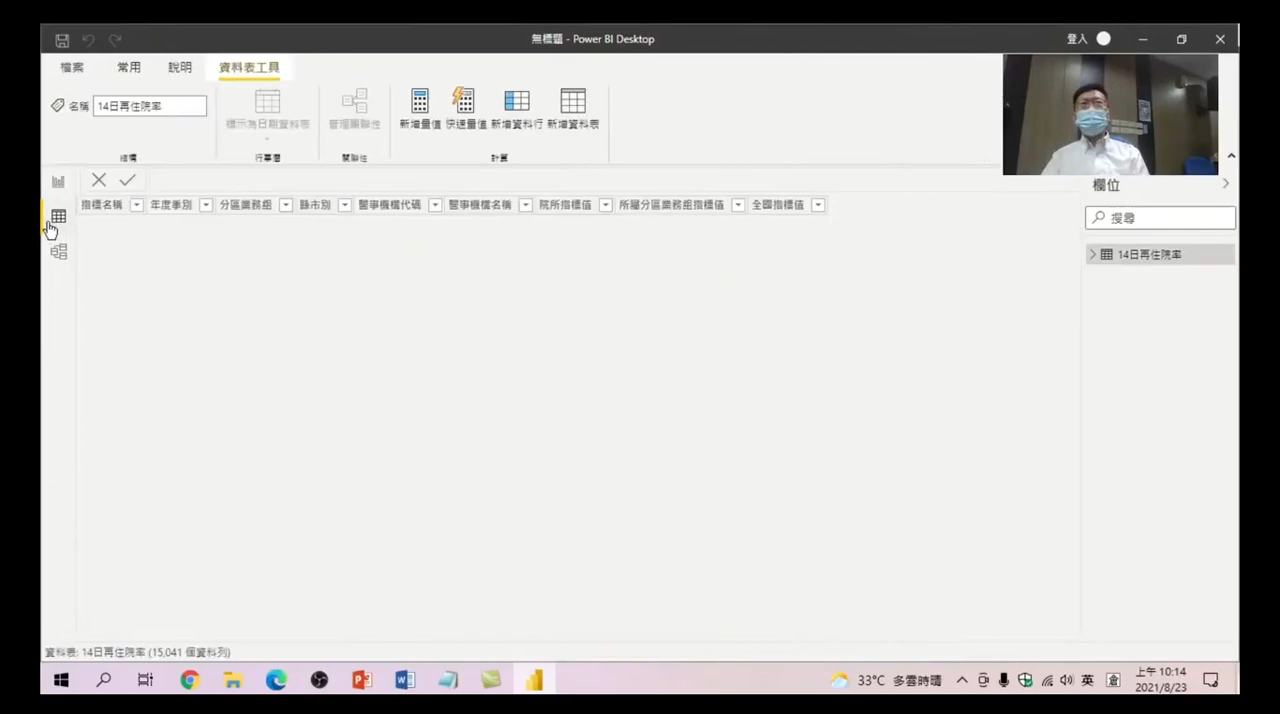 無標題 - Power BI Desktop
登入
檔案 常用 說明 資料表工具
名稱 14日再住院率
標示為日期資料表 管理關聯性 新增量值 快速量值 新增資料行 新增資料表
結構 行事曆 關聯性 計算
欄位
指標名稱 年度季別 分區業務組 縣市別 醫事機構代碼 醫事機構名稱 院所指標值 所屬分區業務組指標值 全國指標值
搜尋
14日再住院率
資料表: 14日再住院率 (15,041 個資料列)
33°C 多雲時晴 英 倉 上午 10:14
2021/8/23